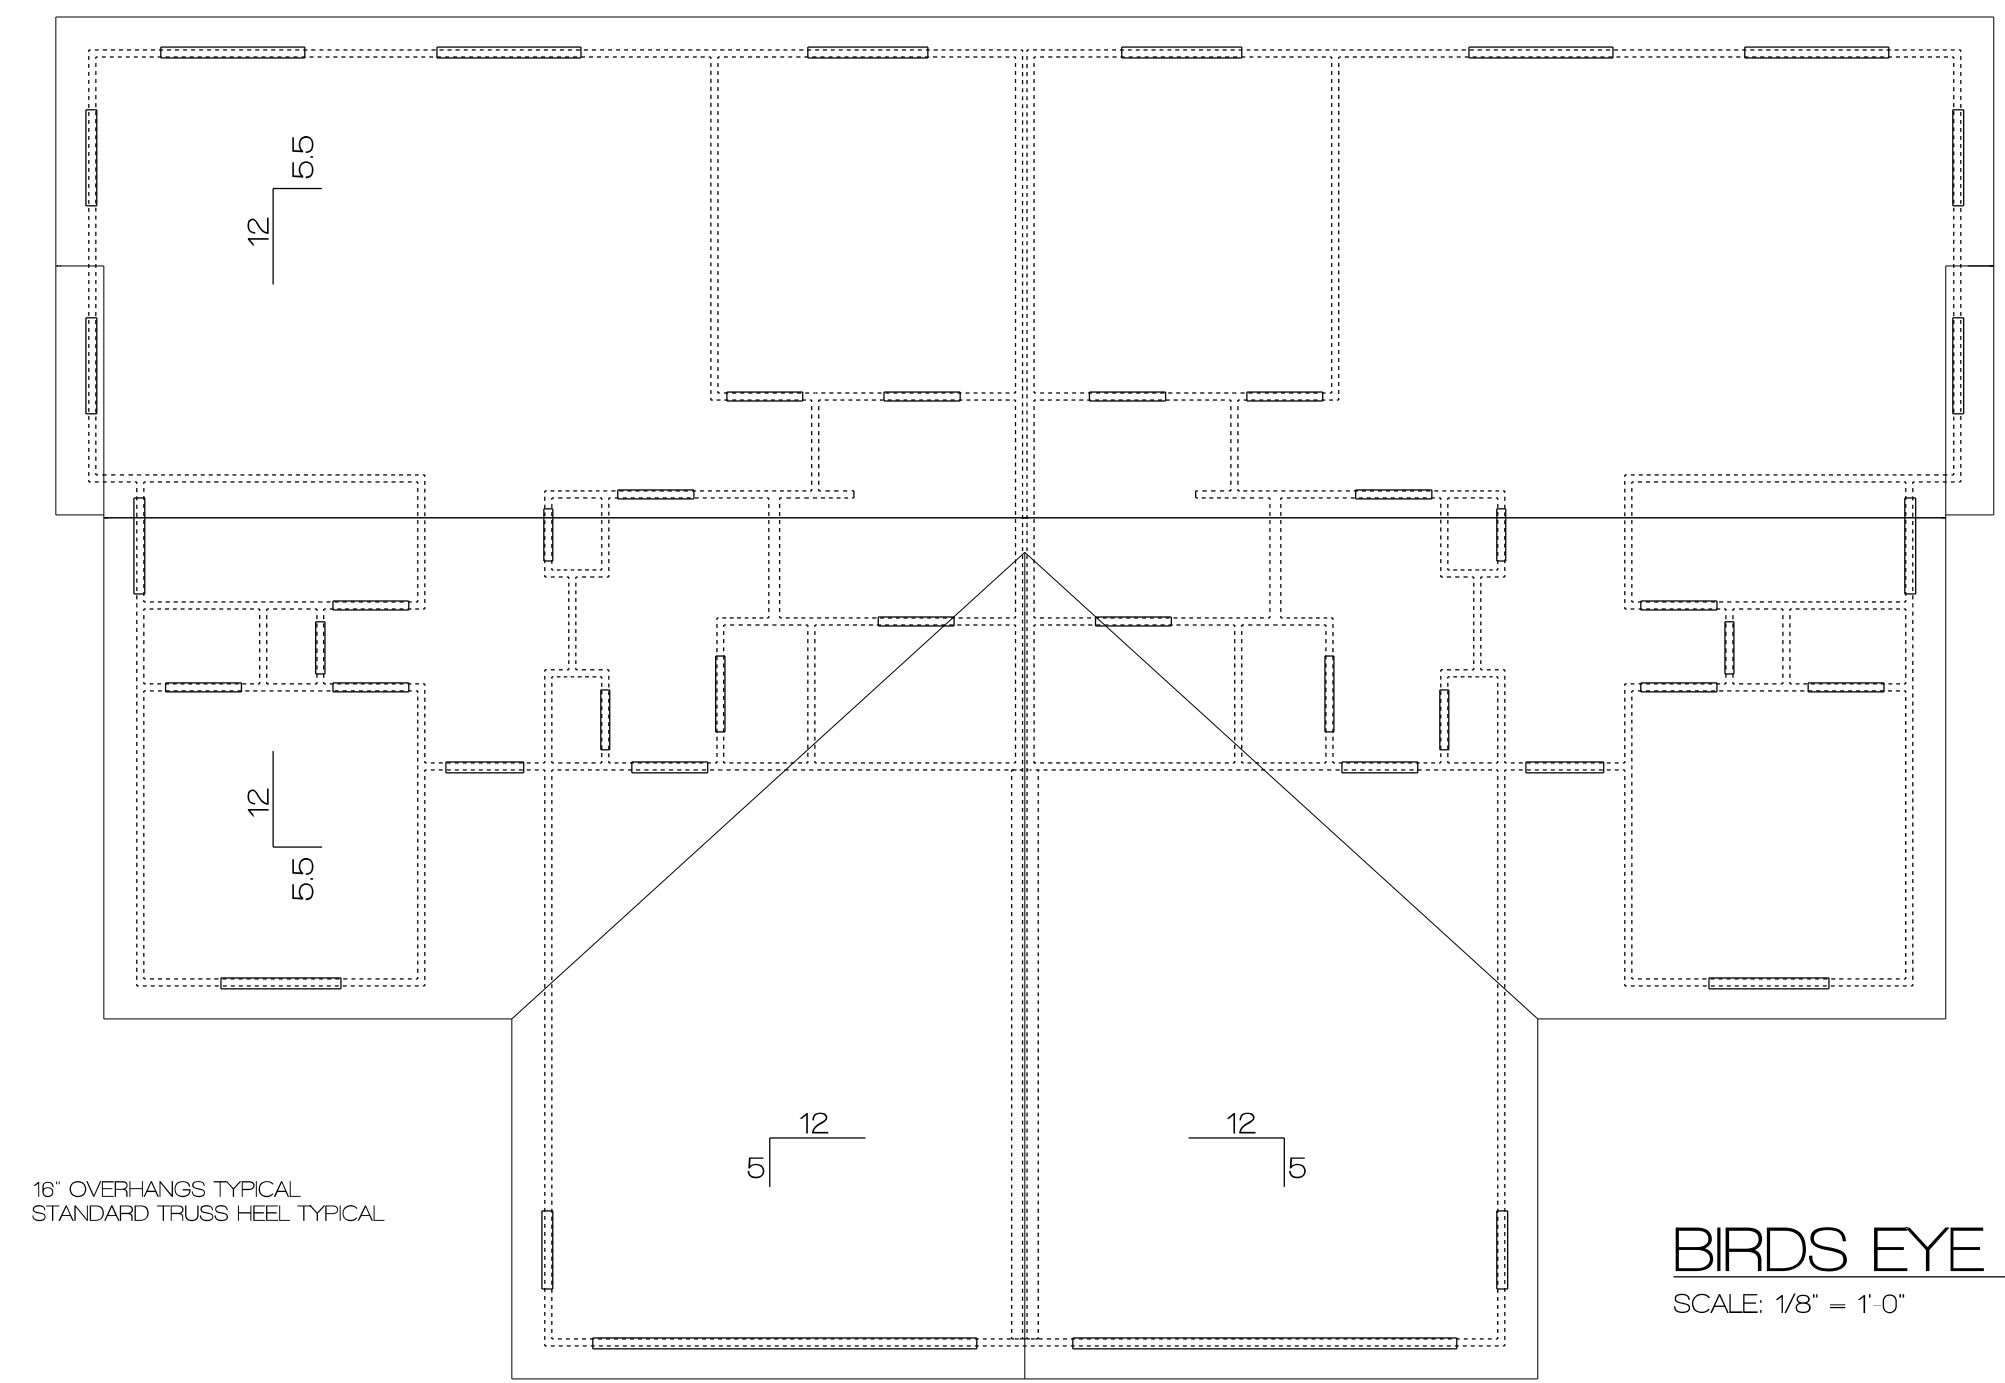 5.5
12
12
5.5
12
5
12
5
16" OVERHANGS TYPICAL
STANDARD TRUSS HEEL TYPICAL
BIRDS EYE
SCALE: 1/8" = 1'-0"